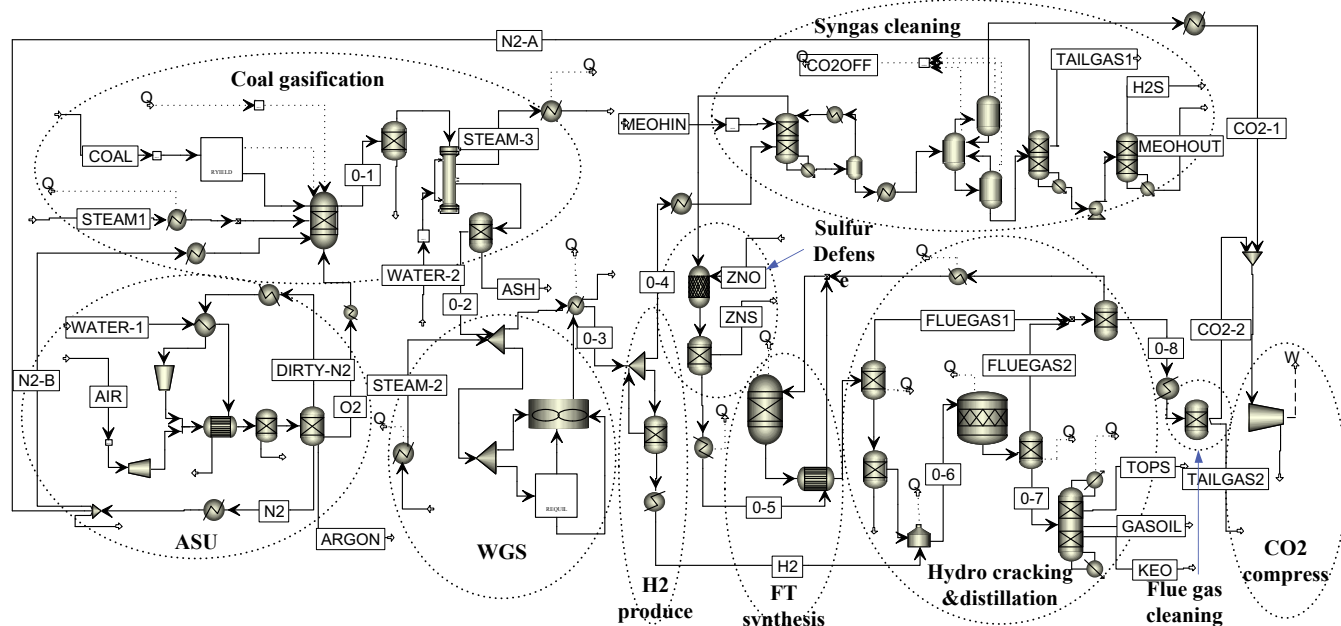 N2-A
Syngas cleaning
Coal gasification
Q
Q
Q
CO2OFF
TAILGAS1
H2S
CO2-1
MEOHIN
STEAM-3
COAL
RYIELD
0-1
MEOHOUT
Q
STEAM1
WATER-2
ASH
0-2
0-4
Sulfur
Defens
e
ZNO
ZNS
Q
Q
0-3
WATER-1
DIRTY-N2
O2
N2-B
AIR
STEAM-2
FLUEGAS1
FLUEGAS2
CO2-2
0-8
W
Q
Q
Q
Q
Q
Q
Q
Q
REQUIL
0-5
0-6
0-7
TOPS
TAILGAS2
GASOIL
KEO
N2
ASU
ARGON
WGS
H2
H2
produce
FT
synthesis
Hydro cracking
&distillation
Flue gas
cleaning
CO2
compress